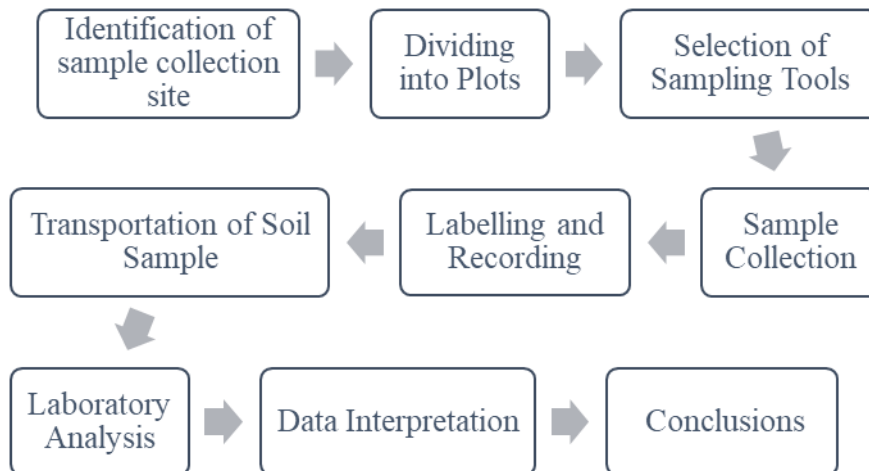 Identification of
sample collection
site
Dividing
into Plots
Selection of
Sampling Tools
Sample
Collection
Labelling and
Recording
Transportation of Soil
Sample
Laboratory
Analysis
Data Interpretation
Conclusions